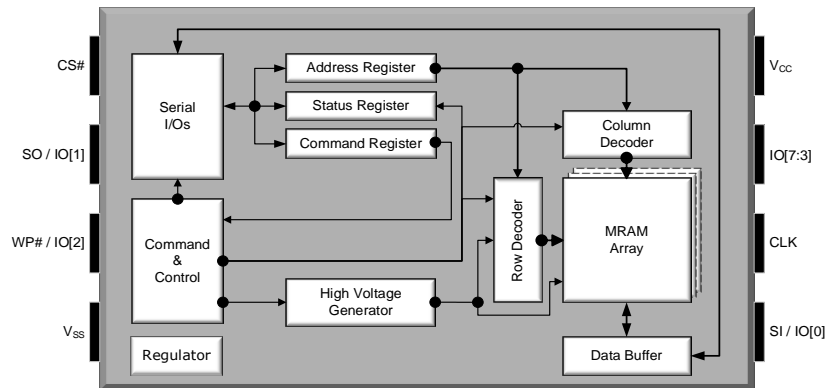 CS#
SO / IO[1]
WP# / IO[2]
VSS
Serial
I/Os
Command
&
Control
Regulator
Address Register
Status Register
Command Register
High Voltage
Generator
Row Decoder
Column
Decoder
MRAM
Array
Data Buffer
VCC
IO[7:3]
CLK
SI / IO[0]